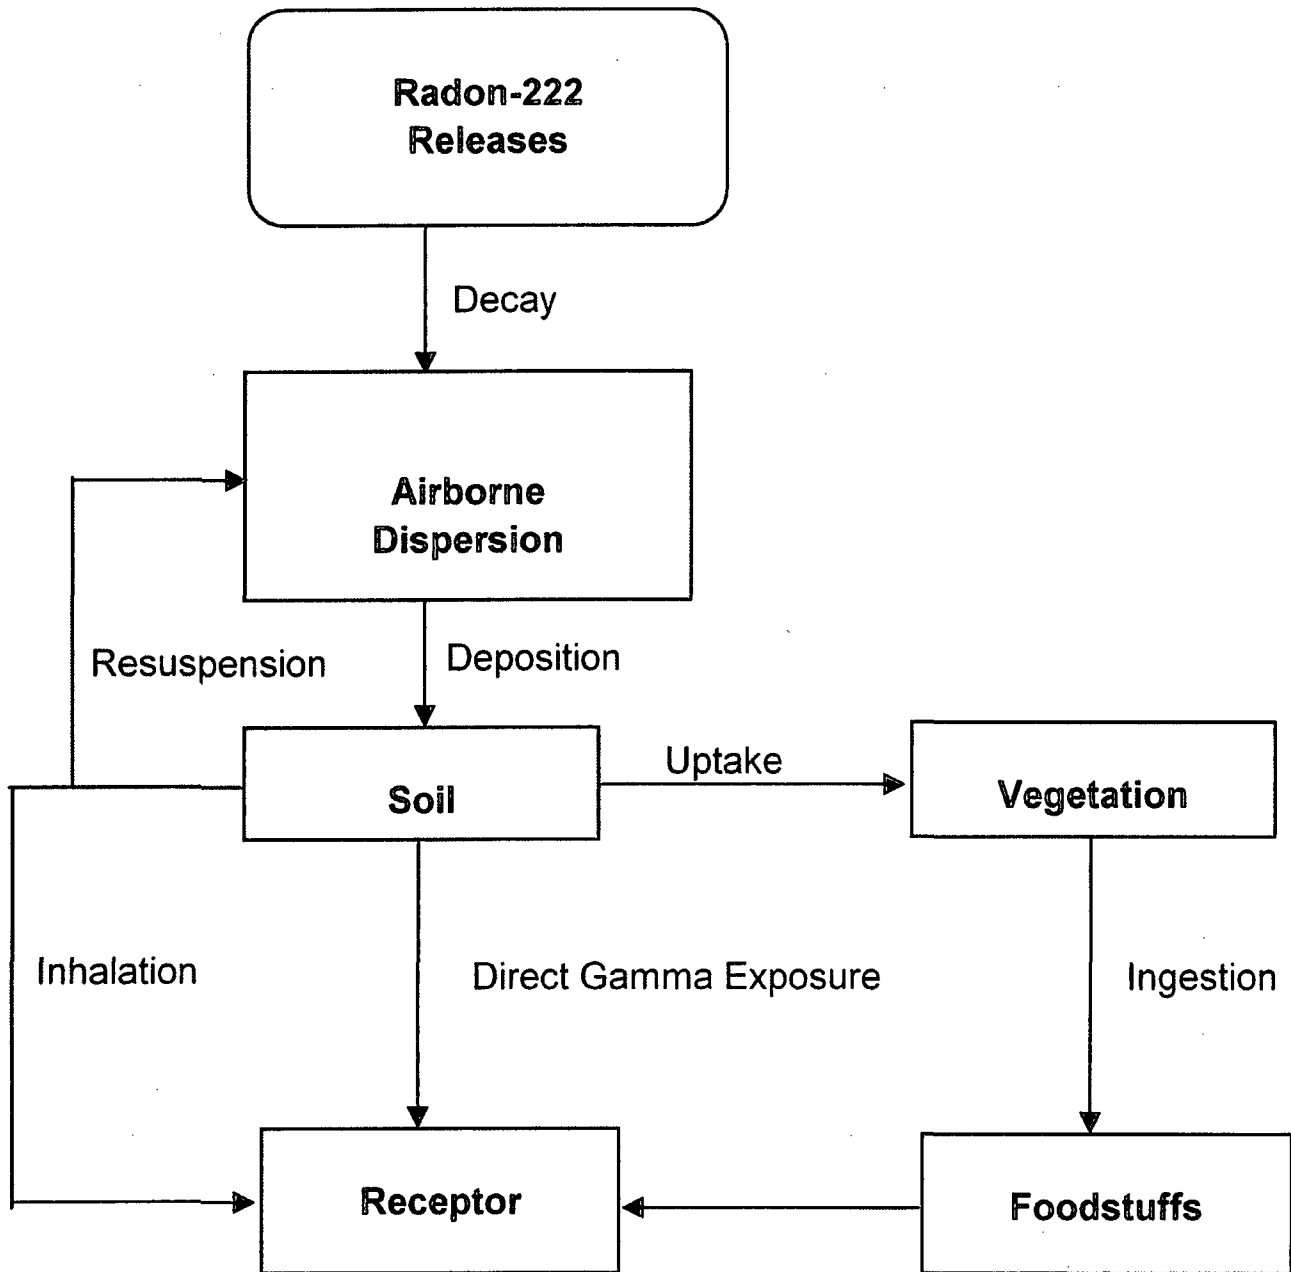 Radon-222
Releases
Decay
Airborne
Dispersion
Resuspension
Deposition
Soil
Uptake
Vegetation
Inhalation
Direct Gamma Exposure
Ingestion
Receptor
Foodstuffs